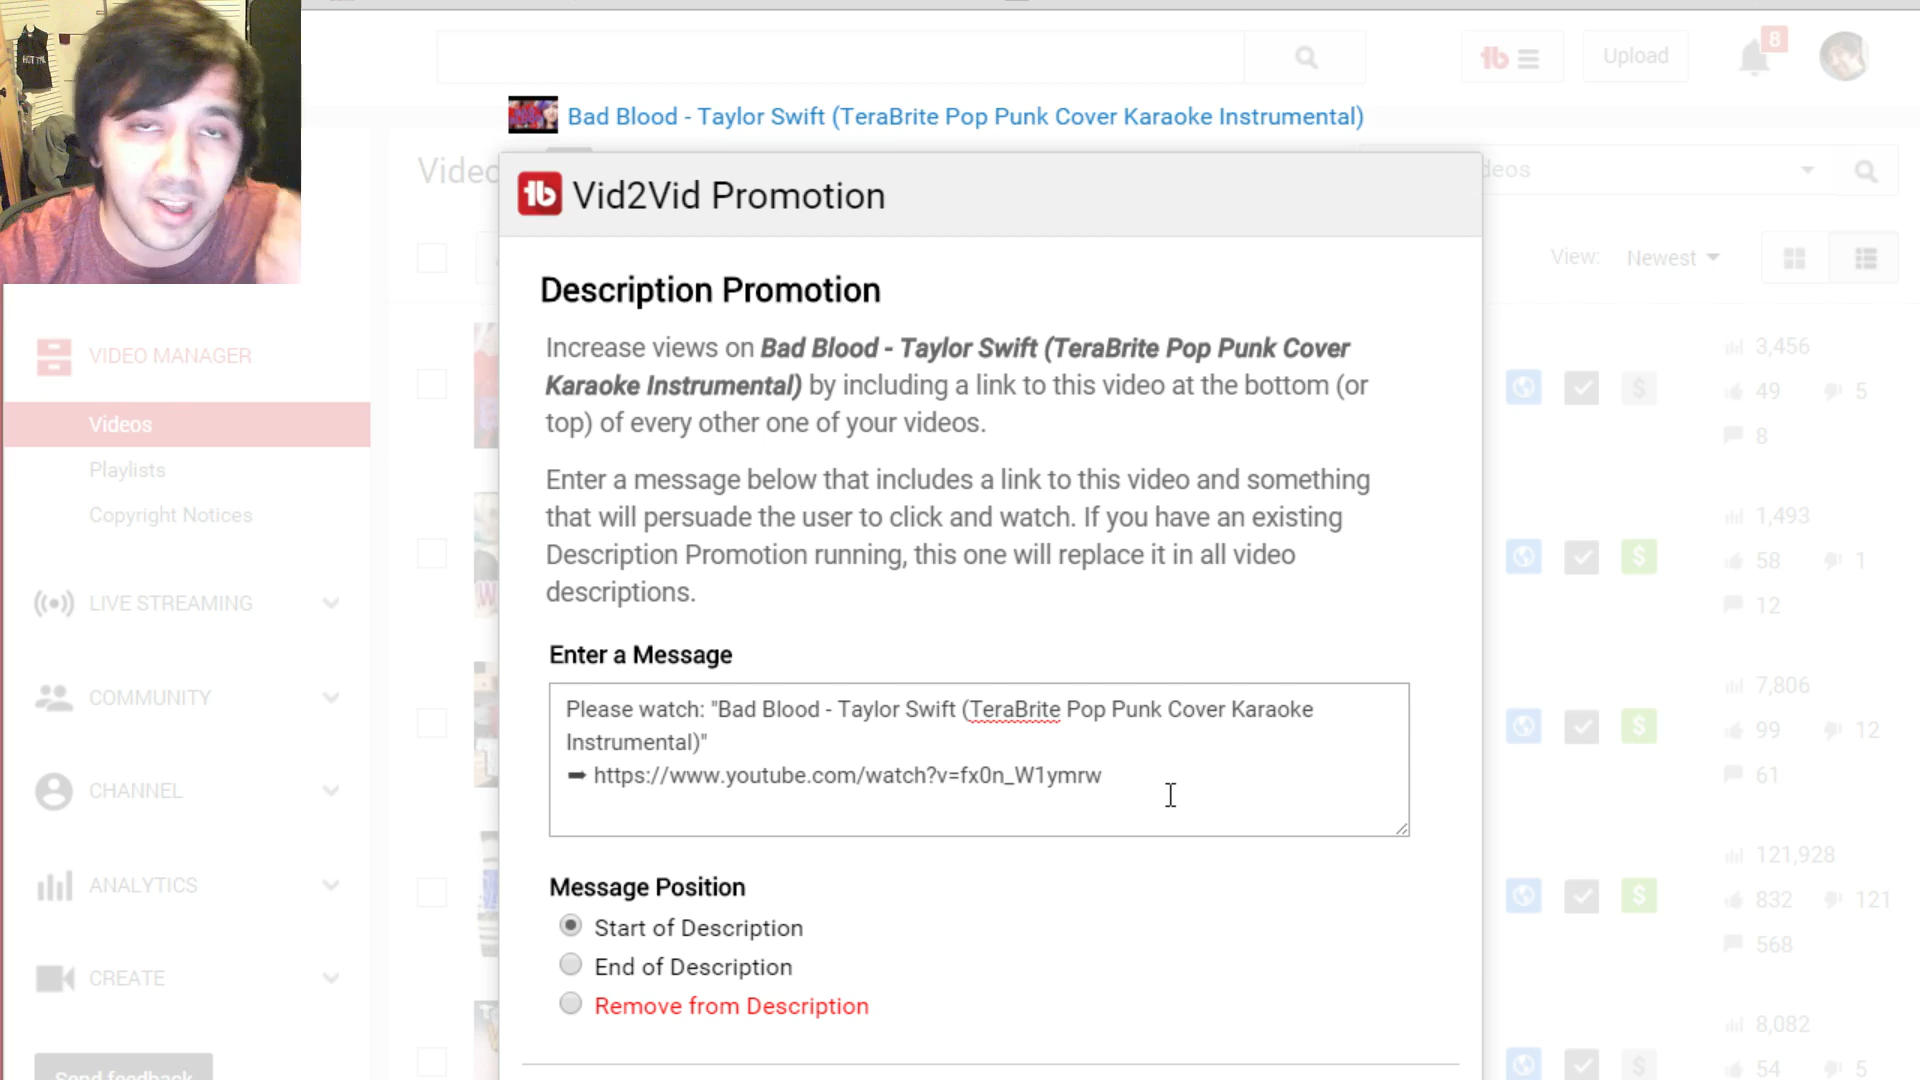 Upload
8
Bad Blood - Taylor Swift (TeraBrite Pop Punk Cover Karaoke Instrumental)
Vid2Vid Promotion
Description Promotion
Increase views on Bad Blood - Taylor Swift (TeraBrite Pop Punk Cover
Karaoke Instrumental) by including a link to this video at the bottom (or
top) of every other one of your videos.
Enter a message below that includes a link to this video and something
that will persuade the user to click and watch. If you have an existing
Description Promotion running, this one will replace it in all video
descriptions.
Enter a Message
Please watch: "Bad Blood - Taylor Swift (TeraBrite Pop Punk Cover Karaoke
Instrumental)"
➡ https://www.youtube.com/watch?v=fx0n_W1ymrw
Message Position
Start of Description
End of Description
Remove from Description
VIDEO MANAGER
Videos
Playlists
Copyright Notices
LIVE STREAMING
COMMUNITY
CHANNEL
ANALYTICS
CREATE
Send feedback
View: Newest
3,456
49 5
8
1,493
58 1
12
7,806
99 12
61
121,928
832 121
568
8,082
54 5